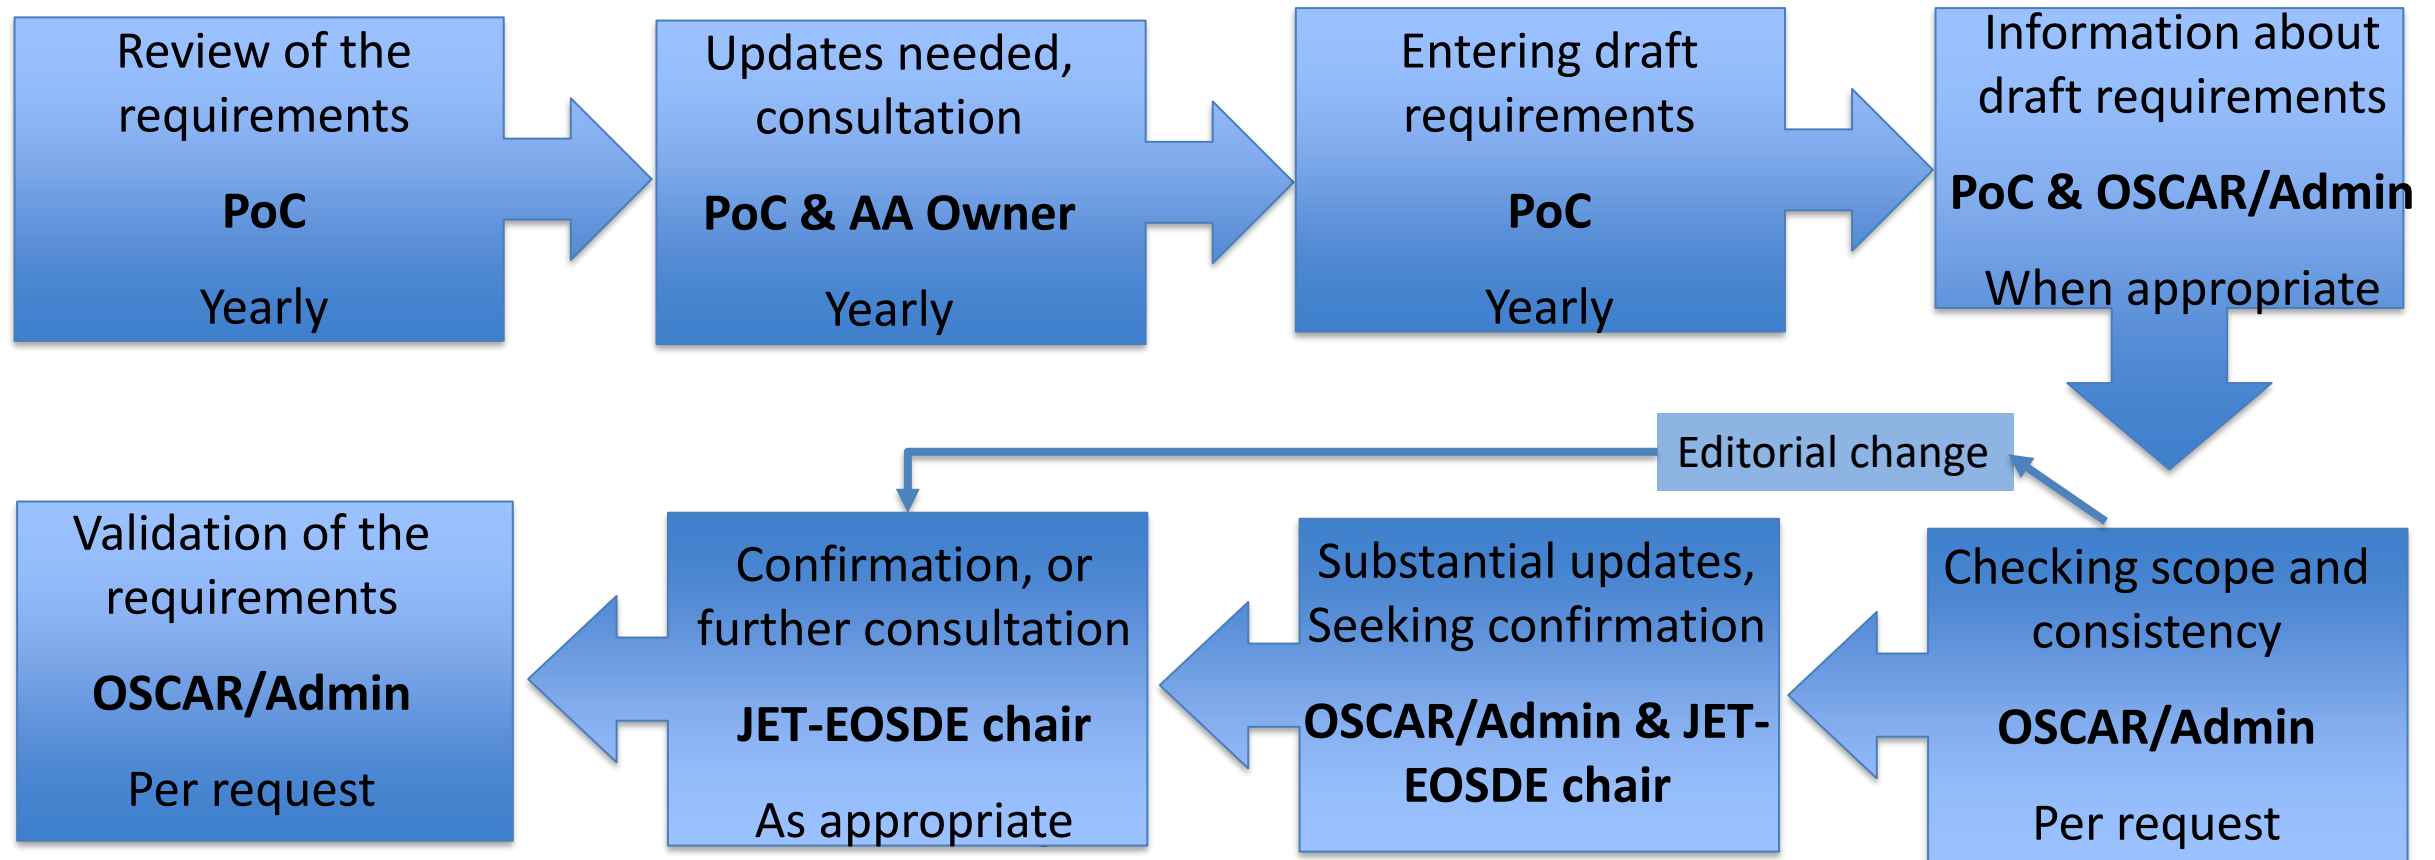 Review of the
requirements
PoC
Yearly
Updates needed,
consultation
PoC & AA Owner
Yearly
Entering draft
requirements
PoC
Yearly
Information about
draft requirements
PoC & OSCAR/Admin
When appropriate
Editorial change
Checking scope and
consistency
OSCAR/Admin
Per request
Substantial updates,
Seeking confirmation
OSCAR/Admin & JET-
EOSDE chair
Confirmation, or
further consultation
JET-EOSDE chair
As appropriate
Validation of the
requirements
OSCAR/Admin
Per request